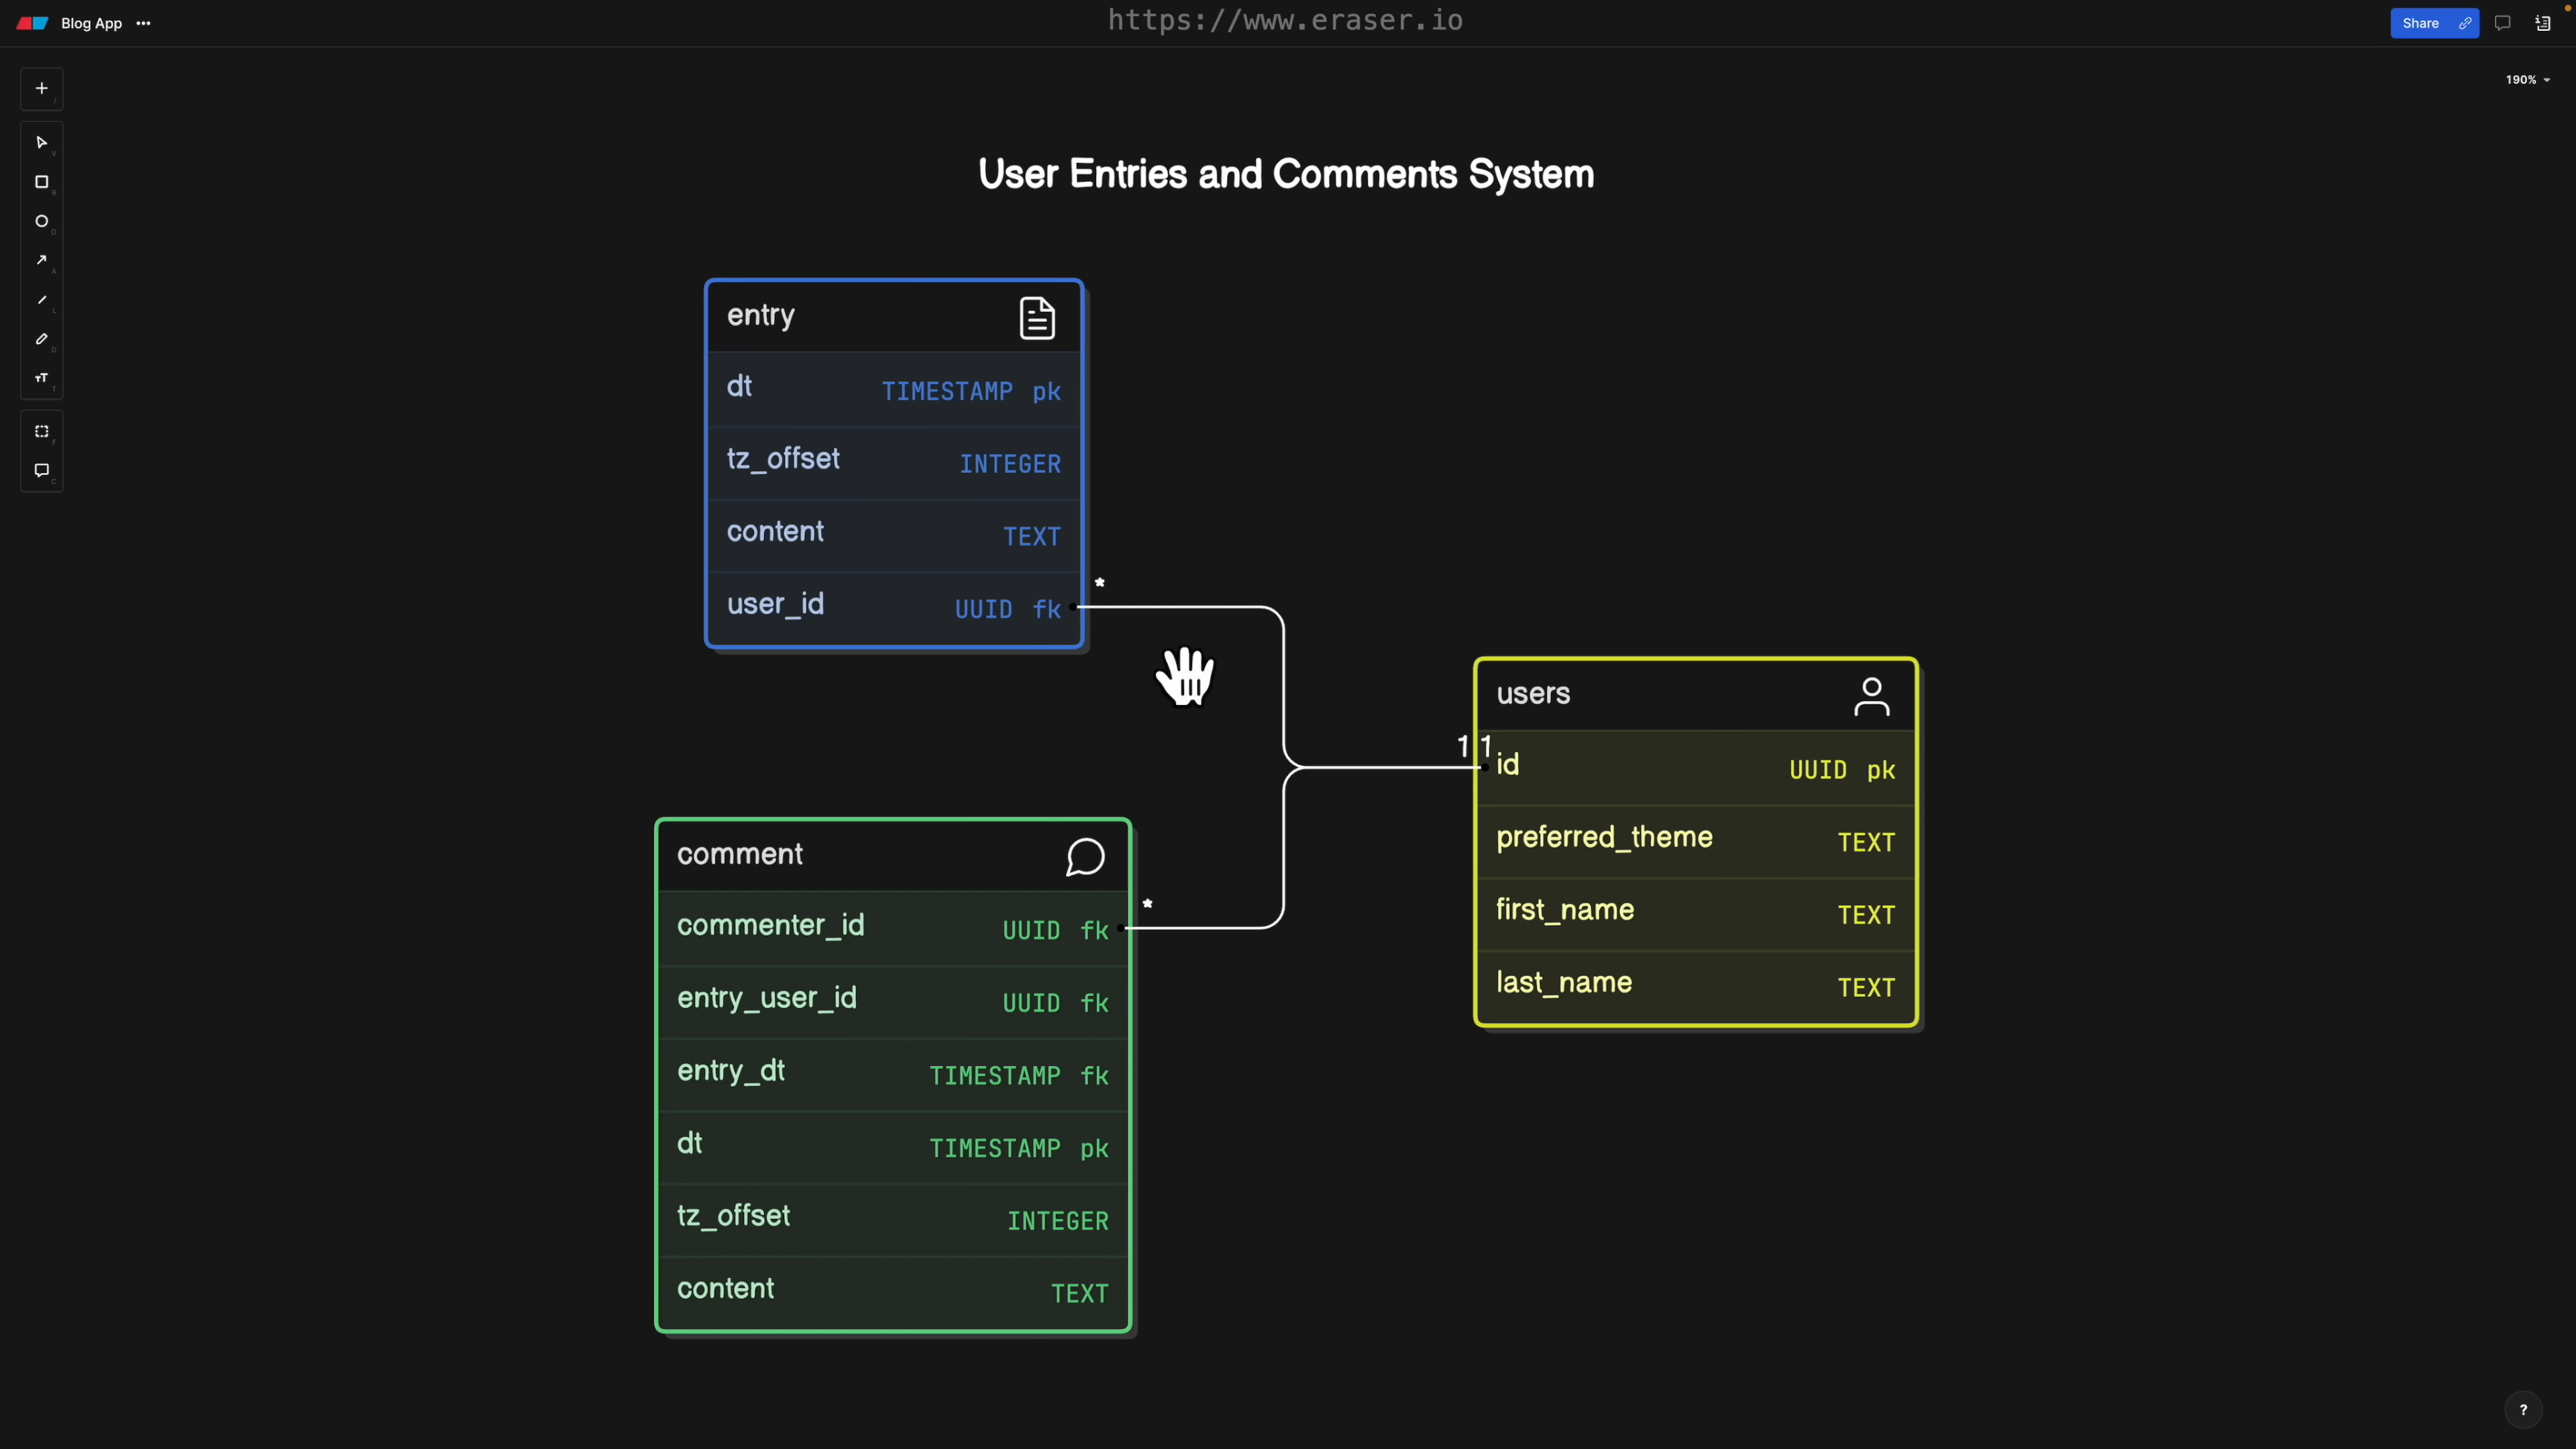 Blog App ...
https://www.eraser.io
Share
190%
User Entries and Comments System
entry
dt TIMESTAMP pk
tz_offset INTEGER
content TEXT
user_id UUID fk
*
users
1 1
id UUID pk
preferred_theme TEXT
first_name TEXT
last_name TEXT
comment
*
commenter_id UUID fk
entry_user_id UUID fk
entry_dt TIMESTAMP fk
dt TIMESTAMP pk
tz_offset INTEGER
content TEXT
V
R
O
A
L
D
TT
T
F
C
?